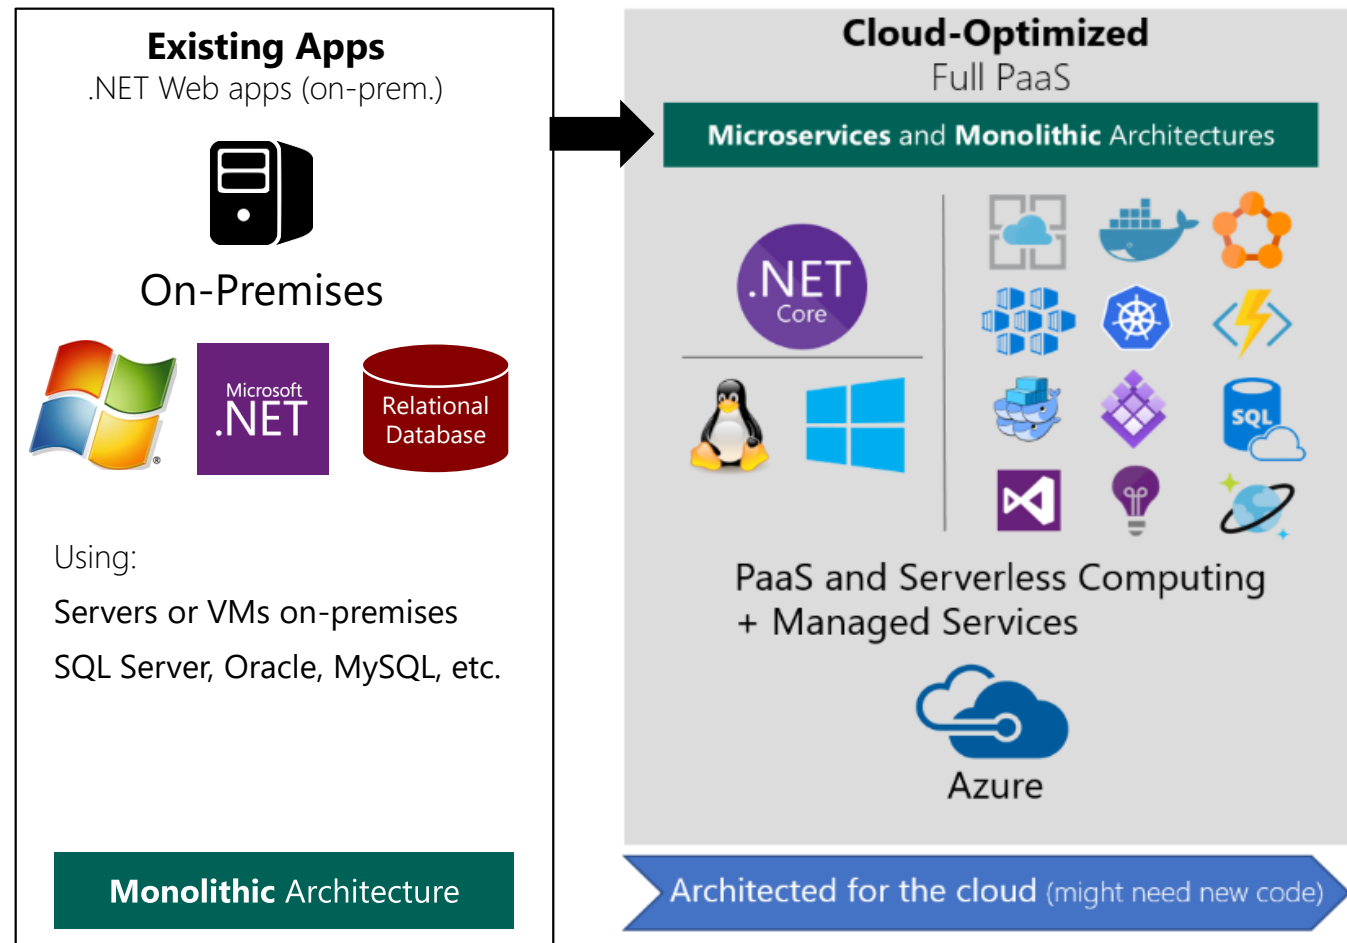 Existing Apps
.NET Web apps (on-prem.)
On-Premises
Microsoft
.NET
Relational
Database
Using:
Servers or VMs on-premises
SQL Server, Oracle, MySQL, etc.
Monolithic Architecture
Cloud-Optimized
Full PaaS
Microservices and Monolithic Architectures
.NET
Core
SQL
PaaS and Serverless Computing
+ Managed Services
Azure
Architected for the cloud (might need new code)